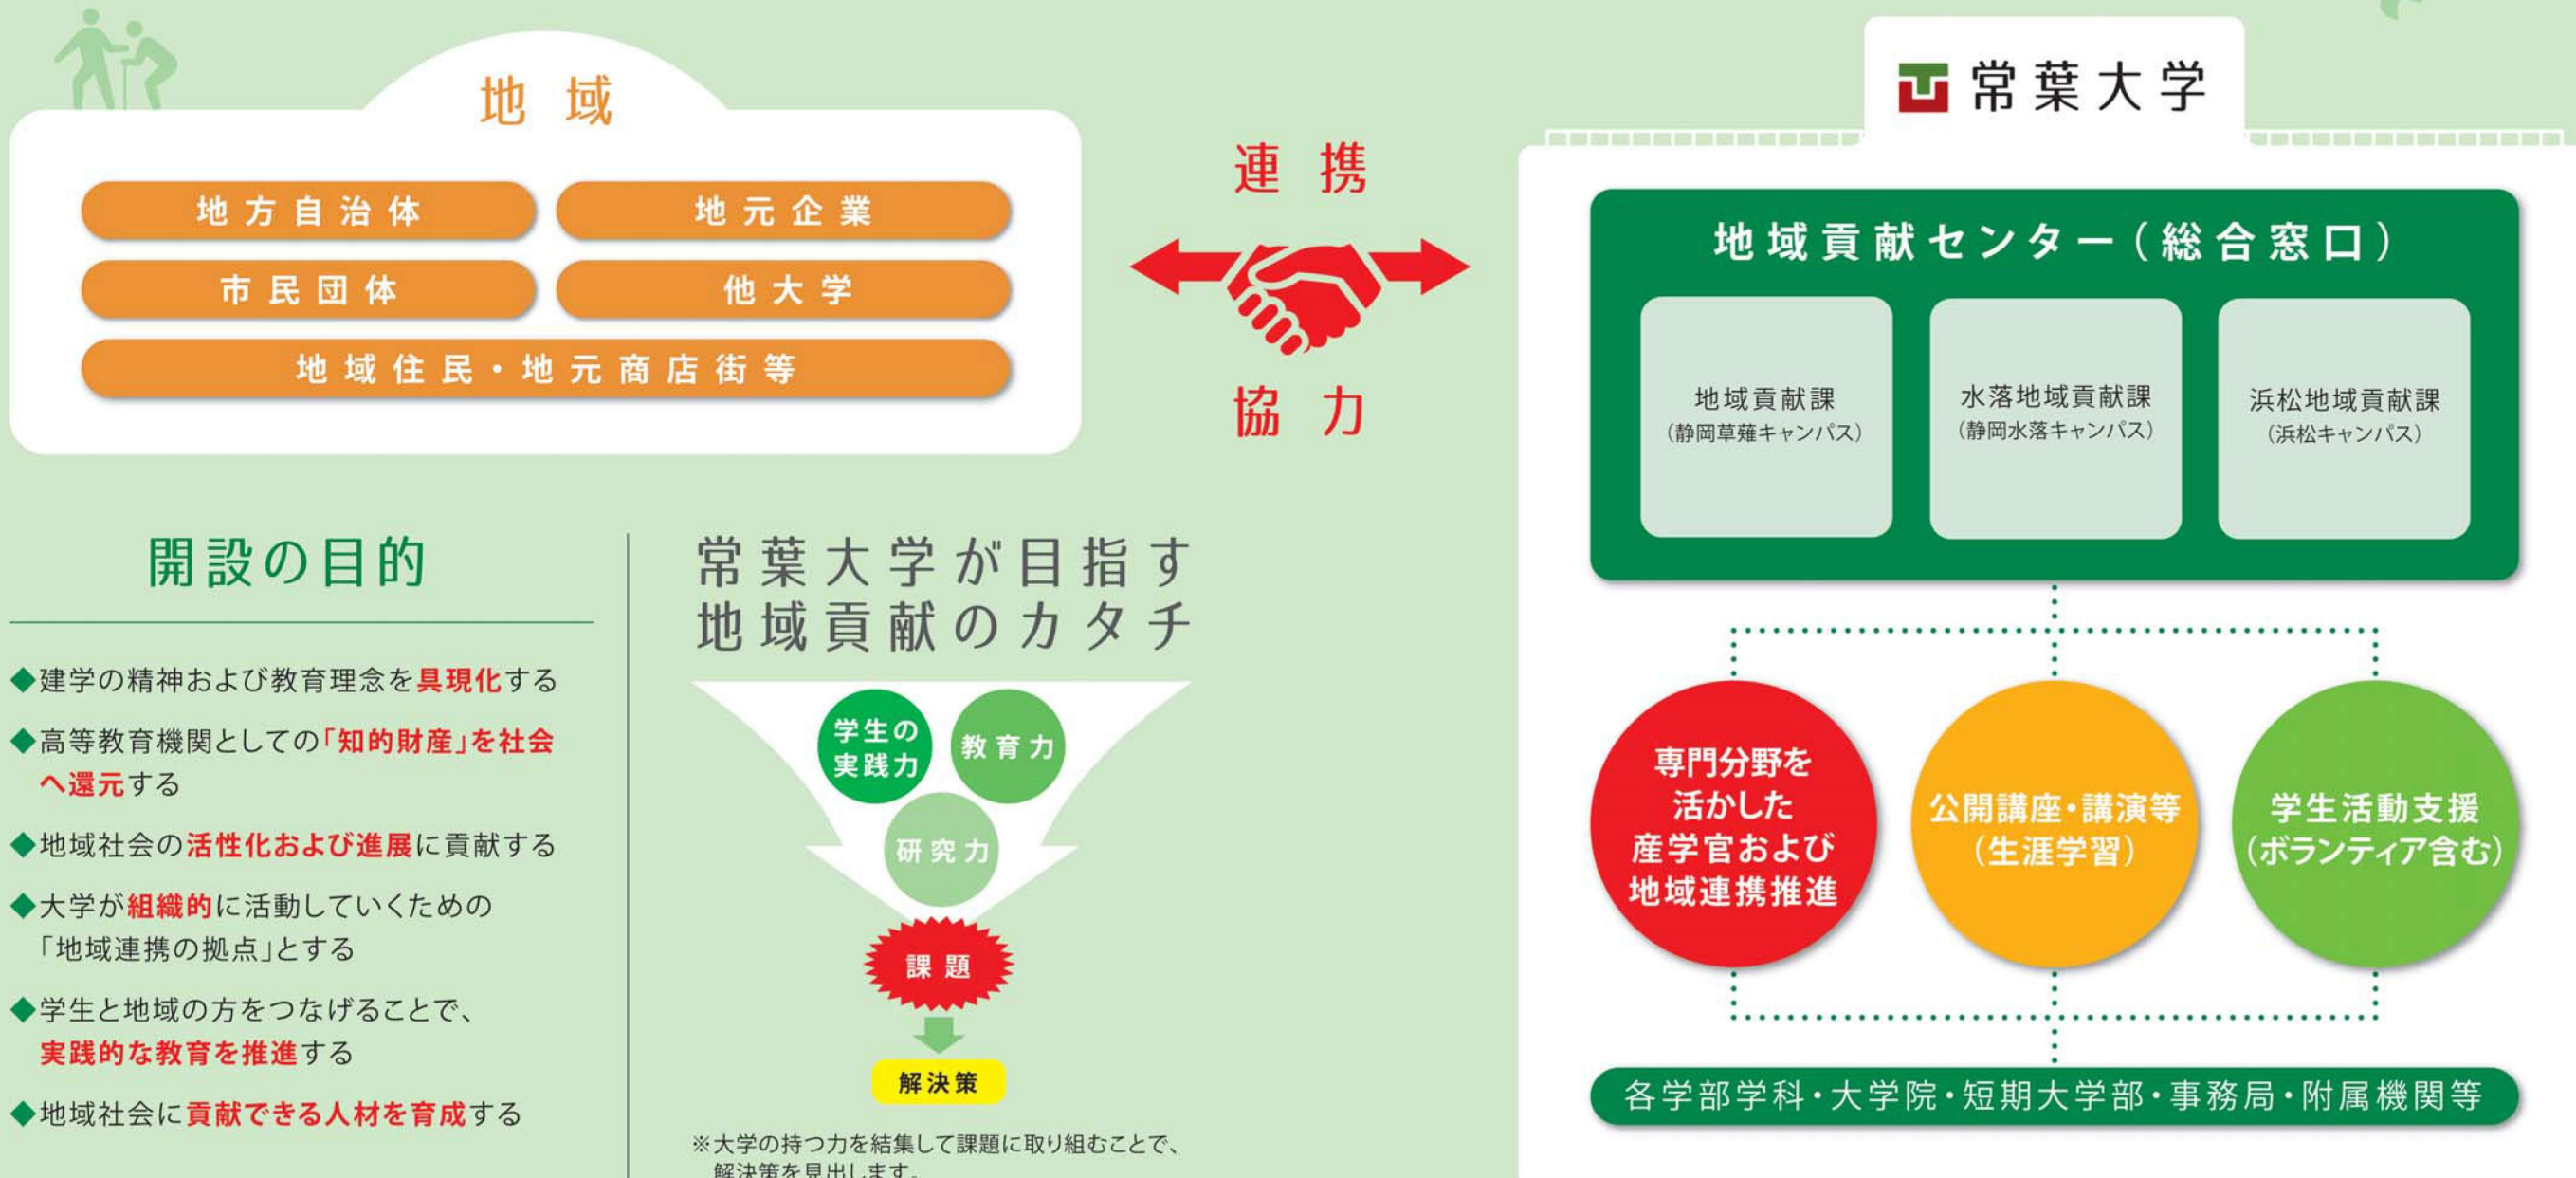 地域
地方自治体
地元企業
市民団体
他大学
地域住民・地元商店街等
連携
協力
常葉大学
地域貢献センター(総合窓口)
地域貢献課
(静岡草薙キャンパス)
水落地域貢献課
(静岡水落キャンパス)
浜松地域貢献課
(浜松キャンパス)
開設の目的
◆建学の精神および教育理念を具現化する
◆高等教育機関としての「知的財産」を社会
へ還元する
◆地域社会の活性化および進展に貢献する
◆大学が組織的に活動していくための
「地域連携の拠点」とする
◆学生と地域の方をつなげることで、
実践的な教育を推進する
◆地域社会に貢献できる人材を育成する
常葉大学が目指す
地域貢献のカタチ
学生の
実践力
教育力
研究力
課題
解決策
※大学の持つ力を結集して課題に取り組むことで、
解決策を見出します。
専門分野を
活かした
産学官および
地域連携推進
公開講座・講演等
(生涯学習)
学生活動支援
(ボランティア含む)
各学部学科・大学院・短期大学部・事務局・附属機関等